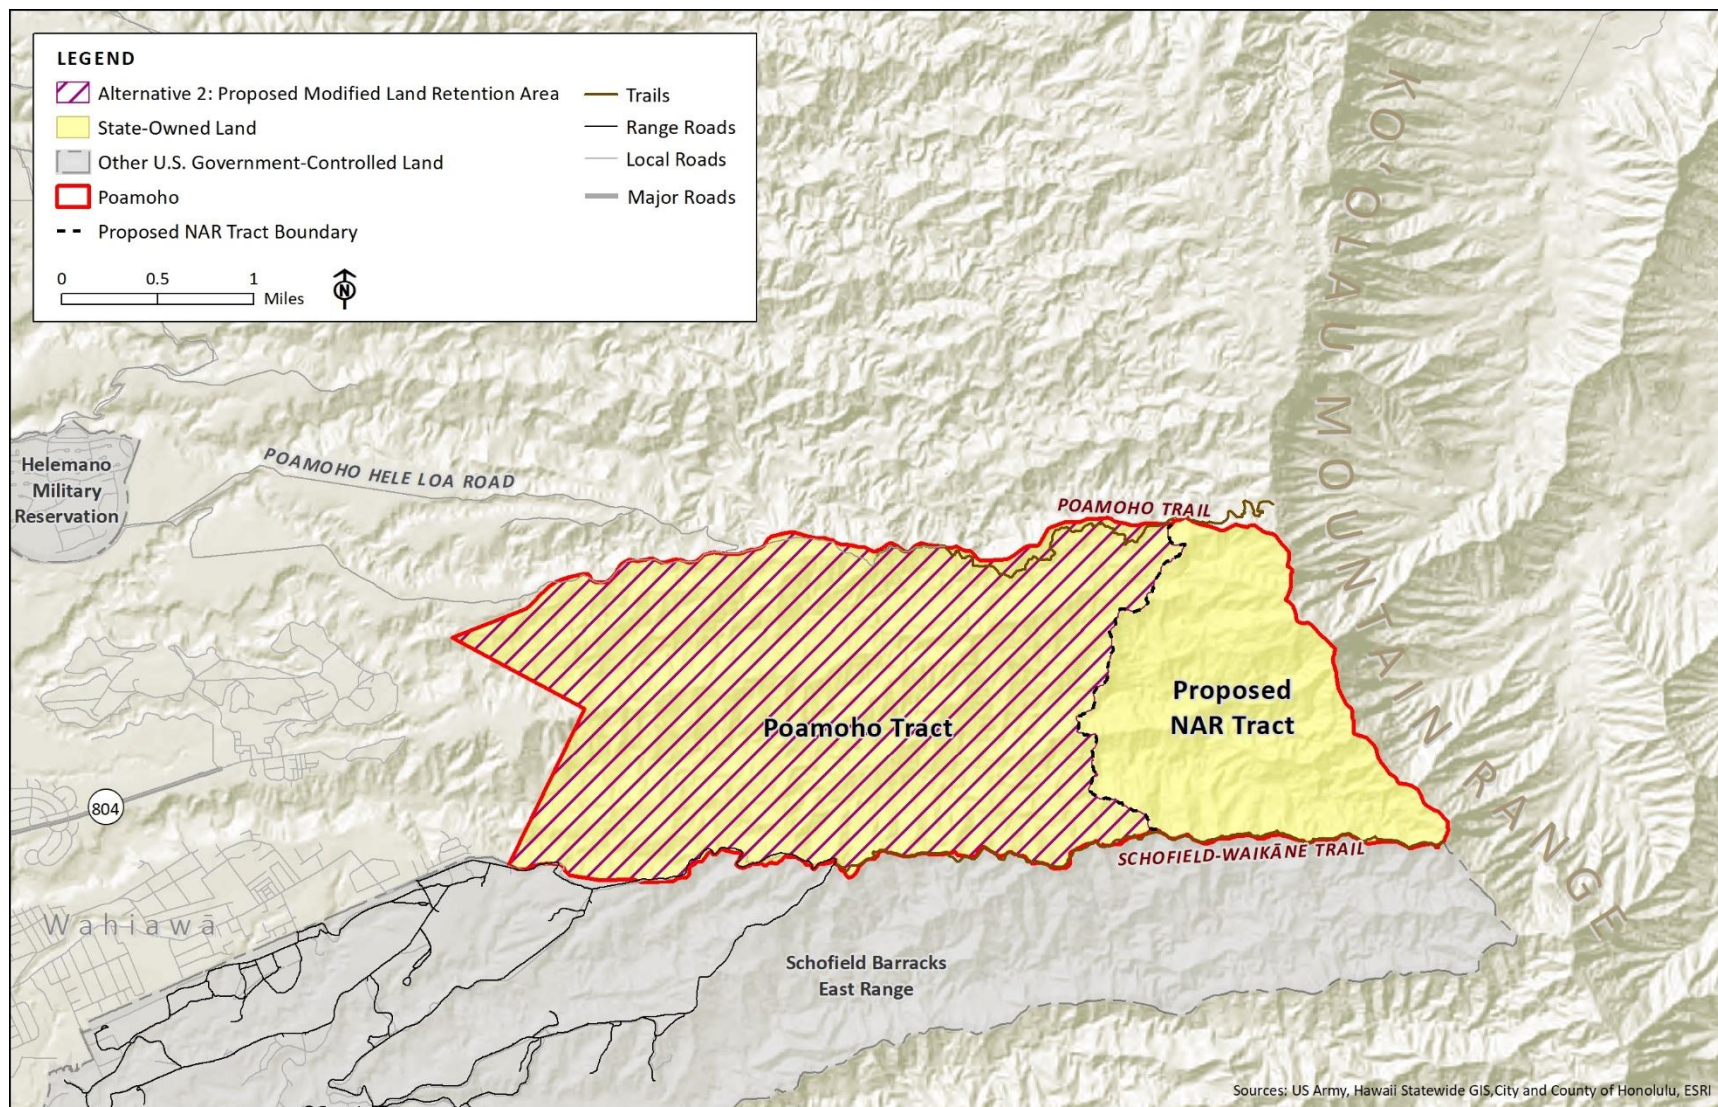 LEGEND
Alternative 2: Proposed Modified Land Retention Area
State-Owned Land
Other U.S. Government-Controlled Land
Poamoho
Proposed NAR Tract Boundary
Trails
Range Roads
Local Roads
Major Roads
0 0.5 1
Miles
N
KO'OLAU MOUNTAIN RANGE
Helemano
Military
Reservation
POAMOHO HELE LOA ROAD
POAMOHO TRAIL
Proposed
NAR Tract
Poamoho Tract
804
SCHOFIELD-WAIKĀNE TRAIL
Wahiawā
Schofield Barracks
East Range
Sources: US Army, Hawaii Statewide GIS,City and County of Honolulu, ESRI